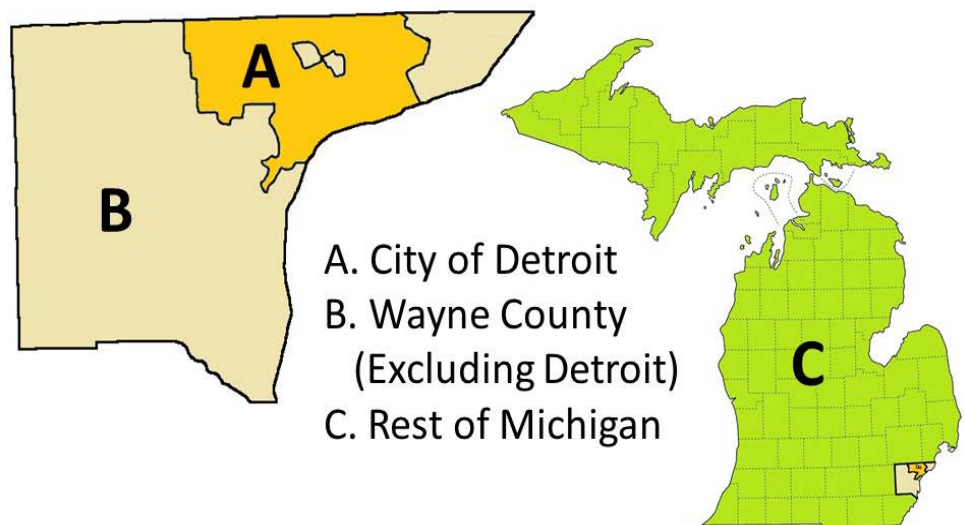 A
B
A. City of Detroit
B. Wayne County
(Excluding Detroit)
C. Rest of Michigan
C